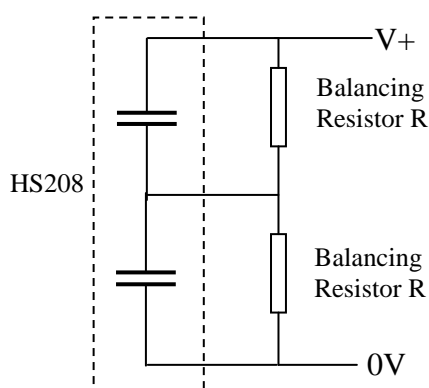 V+
Balancing
Resistor R
HS208
Balancing
Resistor R
0V